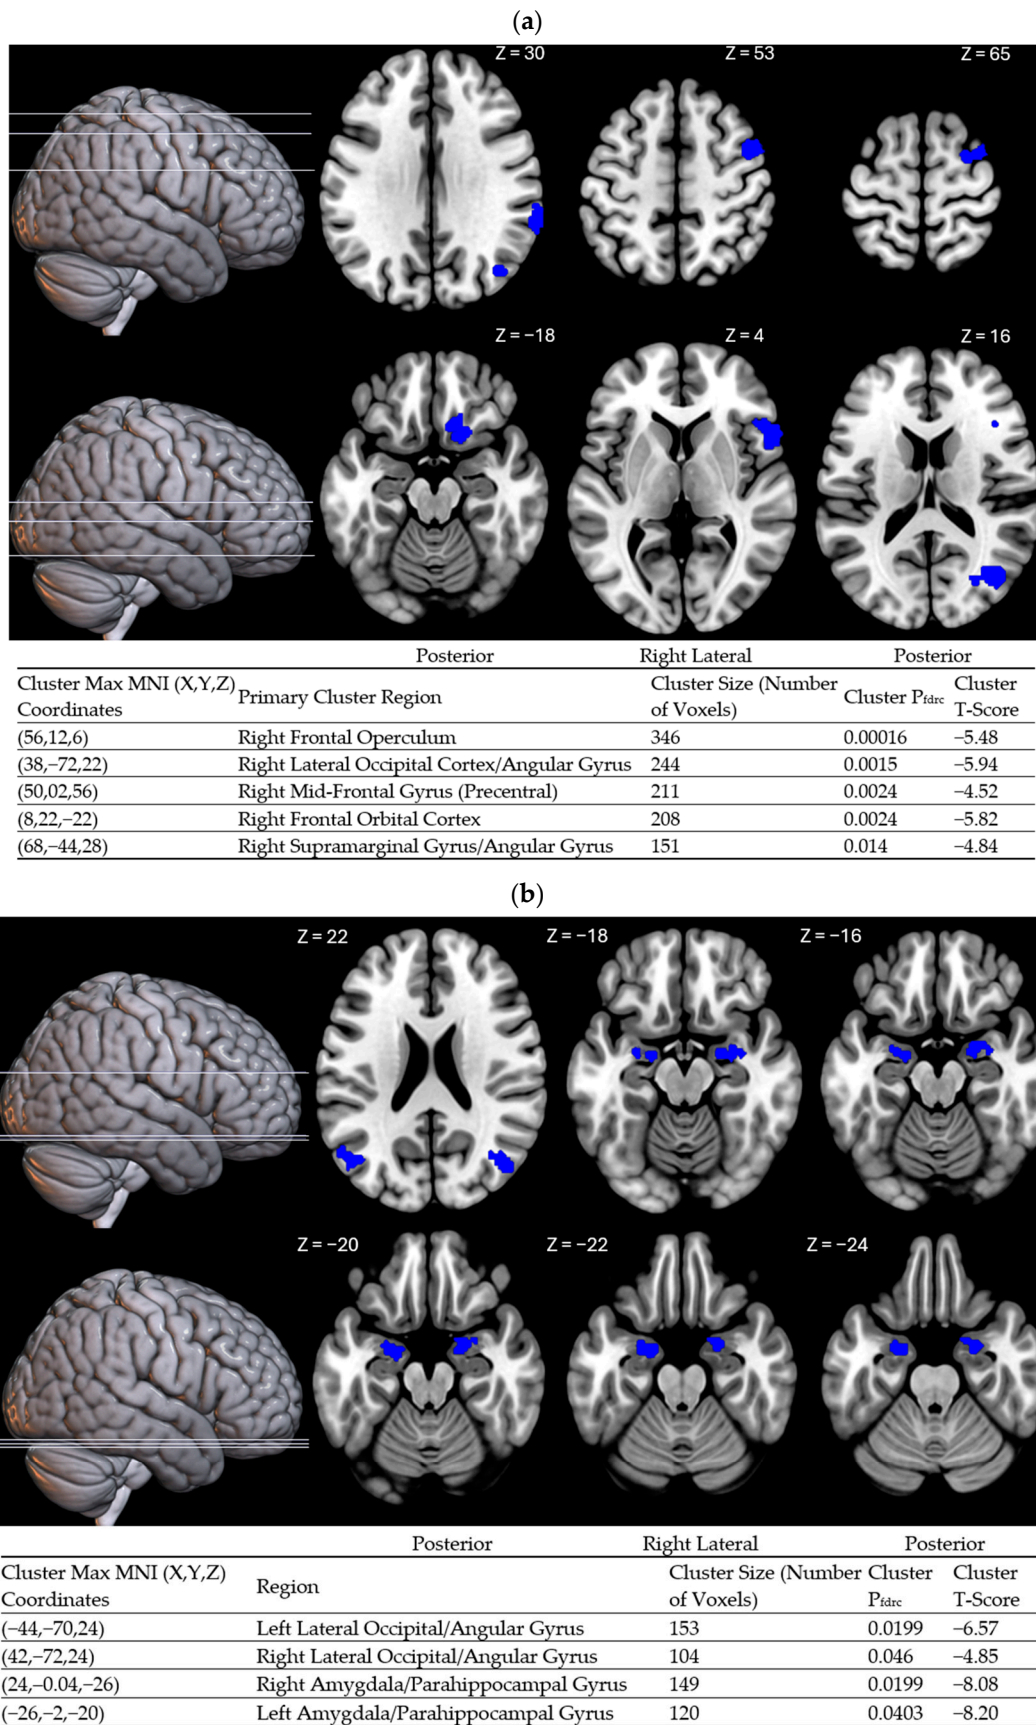 (a)
Z = 30 Z = 53 Z = 65
Z = −18 Z = 4 Z = 16
Posterior Right Lateral Posterior
Cluster Max MNI (X,Y,Z) Coordinates Primary Cluster Region Cluster Size (Number of Voxels) Cluster Pfdrc Cluster T-Score
(56,12,6) Right Frontal Operculum 346 0.00016 −5.48
(38,−72,22) Right Lateral Occipital Cortex/Angular Gyrus 244 0.0015 −5.94
(50,02,56) Right Mid-Frontal Gyrus (Precentral) 211 0.0024 −4.52
(8,22,−22) Right Frontal Orbital Cortex 208 0.0024 −5.82
(68,−44,28) Right Supramarginal Gyrus/Angular Gyrus 151 0.014 −4.84
(b)
Z = 22 Z = −18 Z = −16
Z = −20 Z = −22 Z = −24
Posterior Right Lateral Posterior
Cluster Max MNI (X,Y,Z) Coordinates Region Cluster Size (Number of Voxels) Cluster Pfdrc Cluster T-Score
(−44,−70,24) Left Lateral Occipital/Angular Gyrus 153 0.0199 −6.57
(42,−72,24) Right Lateral Occipital/Angular Gyrus 104 0.046 −4.85
(24,−0.04,−26) Right Amygdala/Parahippocampal Gyrus 149 0.0199 −8.08
(−26,−2,−20) Left Amygdala/Parahippocampal Gyrus 120 0.0403 −8.20